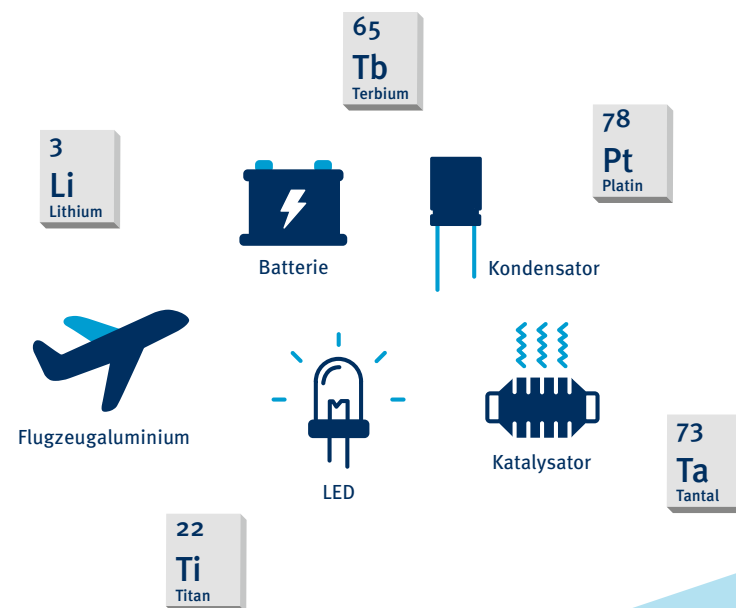 65
Tb
Terbium
78
Pt
Platin
3
Li
Lithium
Batterie
Kondensator
Flugzeugaluminium
LED
Katalysator
73
Ta
Tantal
22
Ti
Titan